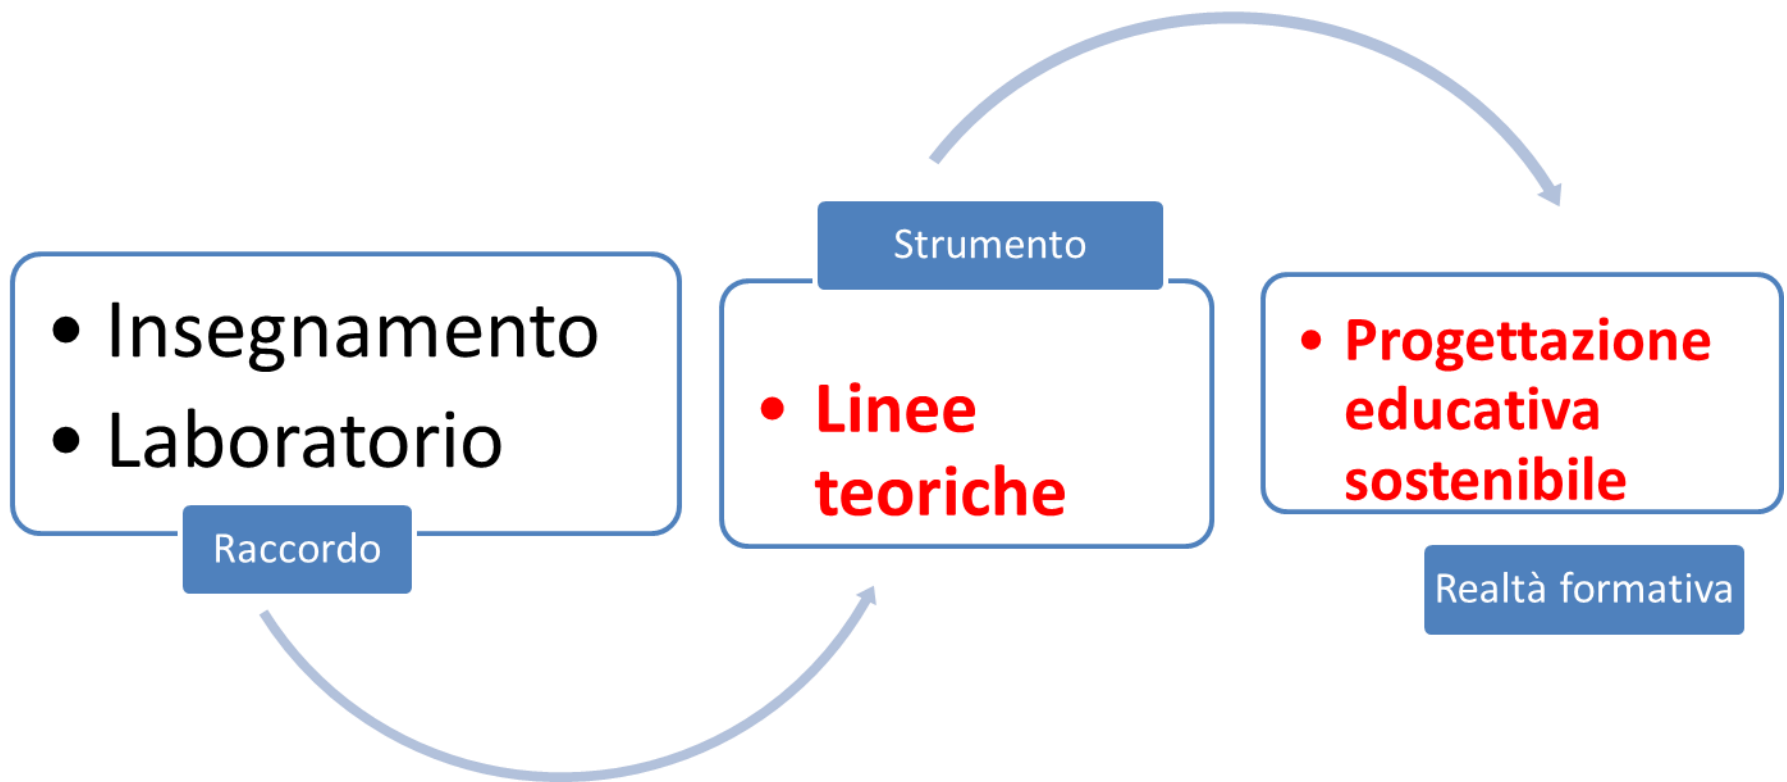 • Insegnamento
• Laboratorio
Raccordo
Strumento
• Linee
teoriche
• Progettazione
educativa
sostenibile
Realtà formativa